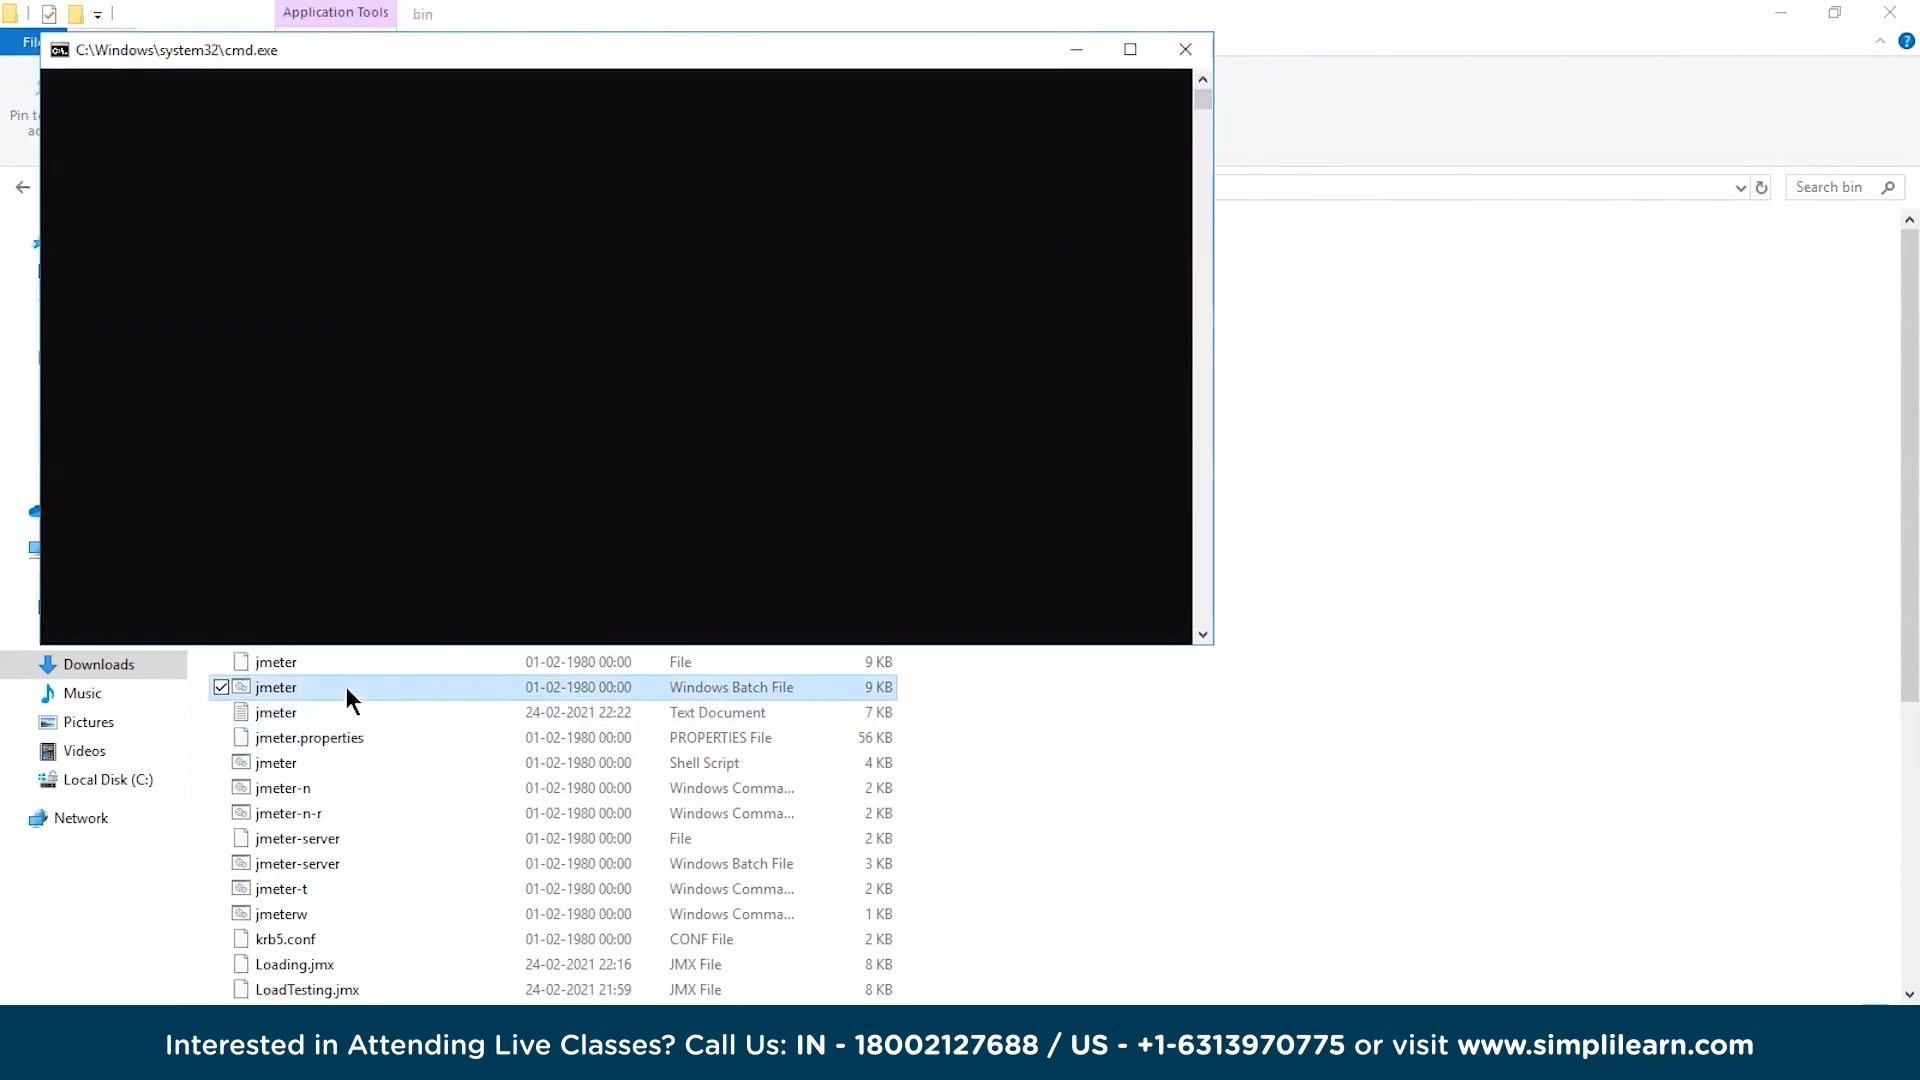 Application Tools bin
Fil
C:\Windows\system32\cmd.exe
Pin t
ac
Search bin
Downloads
Music
Pictures
Videos
Local Disk (C:)
Network
jmeter 01-02-1980 00:00 File 9 KB
jmeter 01-02-1980 00:00 Windows Batch File 9 KB
jmeter 24-02-2021 22:22 Text Document 7 KB
jmeter.properties 01-02-1980 00:00 PROPERTIES File 56 KB
jmeter 01-02-1980 00:00 Shell Script 4 KB
jmeter-n 01-02-1980 00:00 Windows Comma... 2 KB
jmeter-n-r 01-02-1980 00:00 Windows Comma... 2 KB
jmeter-server 01-02-1980 00:00 File 2 KB
jmeter-server 01-02-1980 00:00 Windows Batch File 3 KB
jmeter-t 01-02-1980 00:00 Windows Comma... 2 KB
jmeterw 01-02-1980 00:00 Windows Comma... 1 KB
krb5.conf 01-02-1980 00:00 CONF File 2 KB
Loading.jmx 24-02-2021 22:16 JMX File 8 KB
LoadTesting.jmx 24-02-2021 21:59 JMX File 8 KB
Interested in Attending Live Classes? Call Us: IN - 18002127688 / US - +1-6313970775 or visit www.simplilearn.com